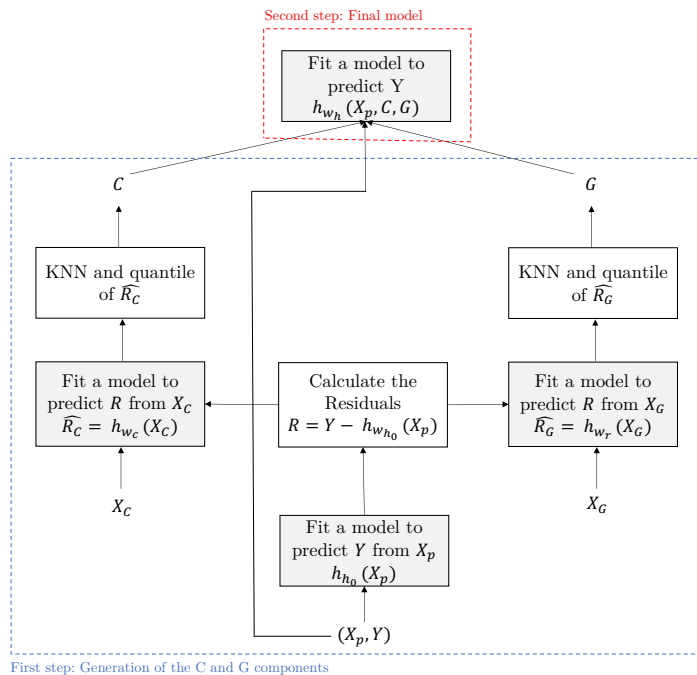 Second step: Final model
Fit a model to
predict Y
$h_{w_h}(X_p, C, G)$
$C$
$G$
KNN and quantile
of $\widehat{R_C}$
KNN and quantile
of $\widehat{R_G}$
Fit a model to
predict $R$ from $X_C$
$\widehat{R_C} = h_{w_c}(X_C)$
Calculate the
Residuals
$R = Y - h_{w_{h_0}}(X_p)$
Fit a model to
predict $R$ from $X_G$
$\widehat{R_G} = h_{w_r}(X_G)$
$X_C$
$X_G$
Fit a model to
predict $Y$ from $X_p$
$h_{h_0}(X_p)$
$(X_p, Y)$
First step: Generation of the C and G components